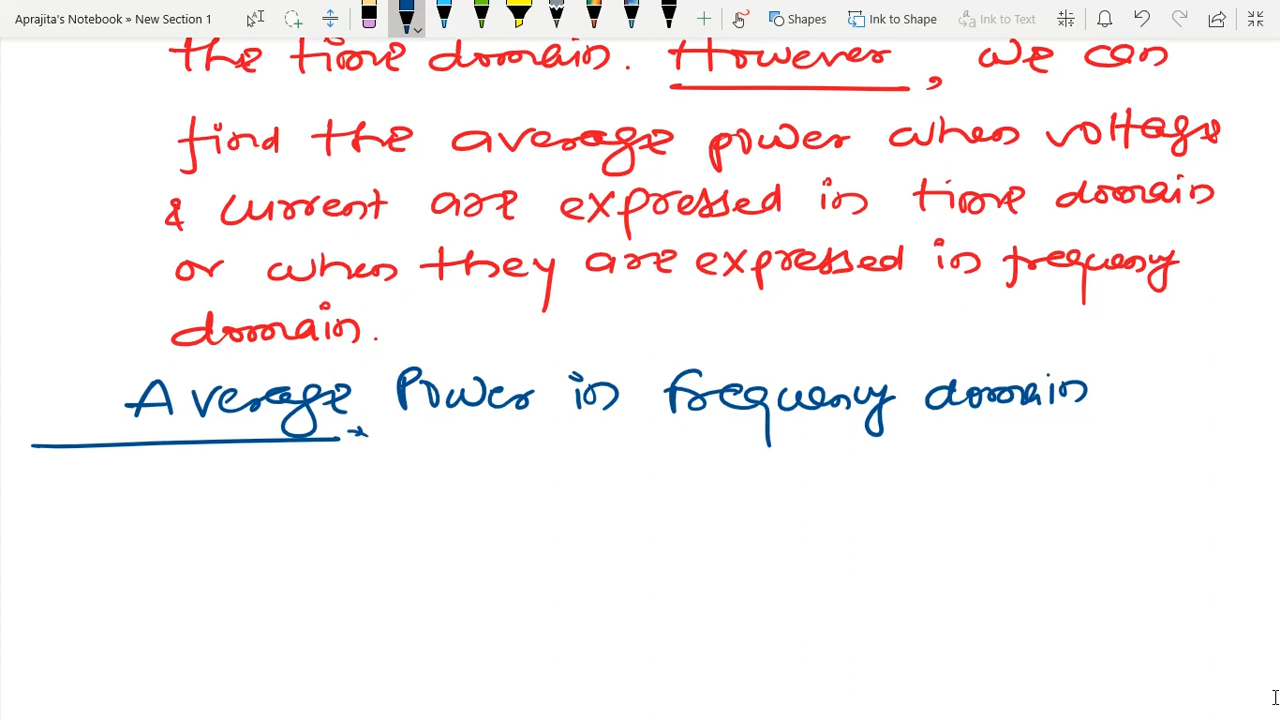 Aprajita's Notebook » New Section 1
Shapes
Ink to Shape
Ink to Text
the time domain. However, we can
find the average power when voltage
& current are expressed in time domain
or when they are expressed in frequency
domain.
Average Power in frequency domain